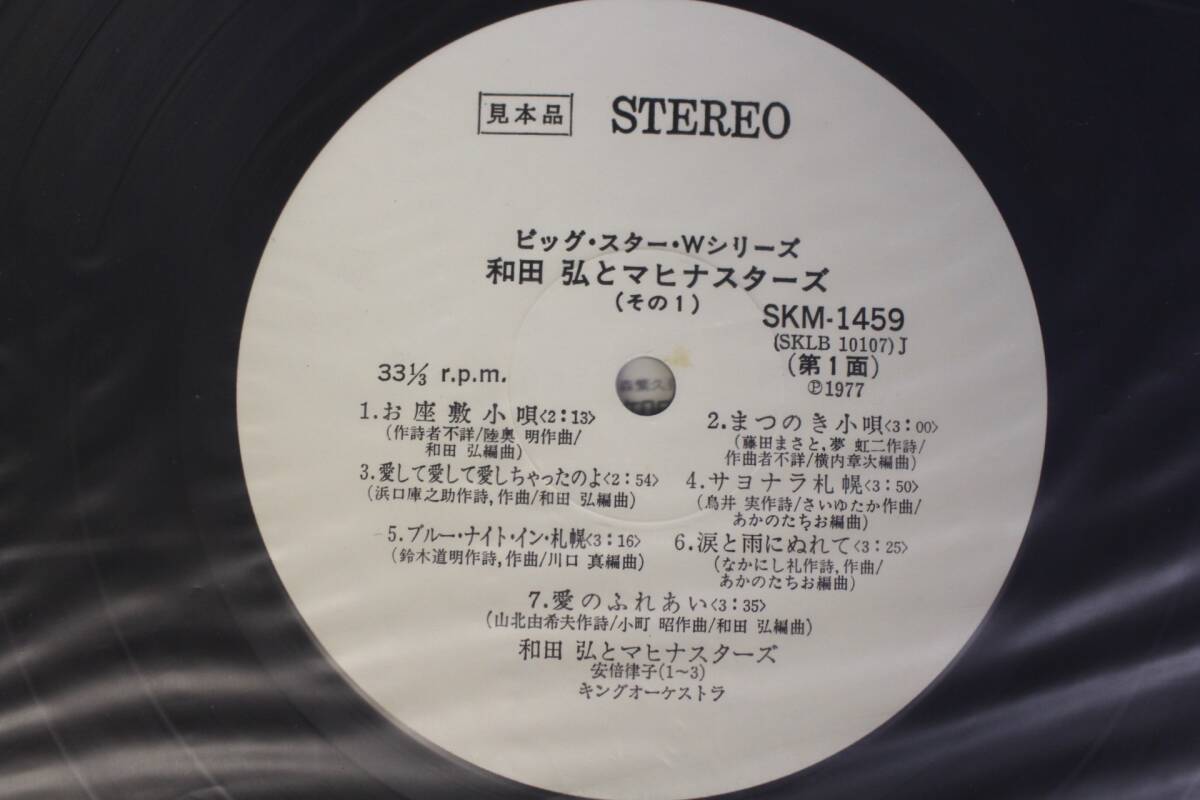 見本品 STEREO
ビッグ・スター・Wシリーズ
和田 弘とマヒナスターズ
(その1)
SKM-1459
(SKLB 10107) J
(第1面)
℗1977
33⅓ r.p.m.
1.お座敷小唄〈2:13〉
(作詩者不詳/陸奥 明作曲/
和田 弘編曲)
2.まつのき小唄〈3:00〉
(藤田まさと,夢 虹二作詩/
作曲者不詳/横内章次編曲)
3.愛して愛して愛しちゃったのよ〈2:54〉
(浜口庫之助作詩,作曲/和田 弘編曲)
4.サヨナラ札幌〈3:50〉
(鳥井 実作詩/さいゆたか作曲/
あかのたちお編曲)
5.ブルー・ナイト・イン・札幌〈3:16〉
(鈴木道明作詩,作曲/川口 真編曲)
6.涙と雨にぬれて〈3:25〉
(なかにし礼作詩,作曲/
あかのたちお編曲)
7.愛のふれあい〈3:35〉
(山北由希夫作詩/小町 昭作曲/和田 弘編曲)
和田 弘とマヒナスターズ
安倍律子(1〜3)
キングオーケストラ